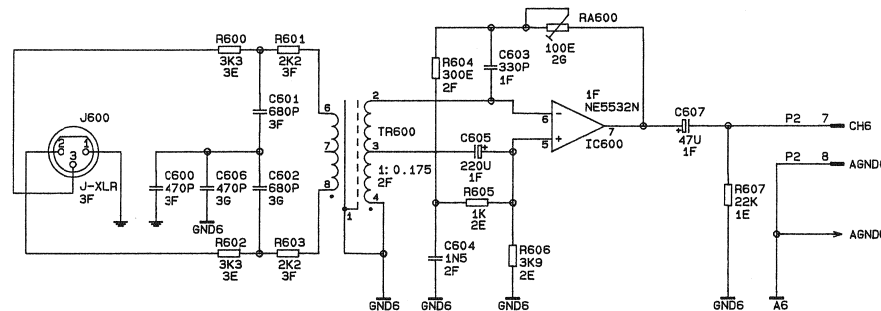 RA600
100E
2G
R600
3K3
3E
R601
2K2
3F
R604
300E
2F
C603
330P
1F
C601
680P
3F
1F
NE5532N
IC600
6
5
7
-
+
C607
+
47U
1F
P2 7 CH6
P2 8 AGND
AGND
J600
2
3
1
J-XLR
3F
6
7
8
2
3
4
1
TR600
1: 0.175
2F
C605
+
220U
1F
C600
470P
3F
C606
470P
3G
C602
680P
3G
GND6
R605
1K
2E
R607
22K
1E
R602
3K3
3E
R603
2K2
3F
C604
1N5
2F
R606
3K9
2E
GND6
GND6
GND6
GND6
A6